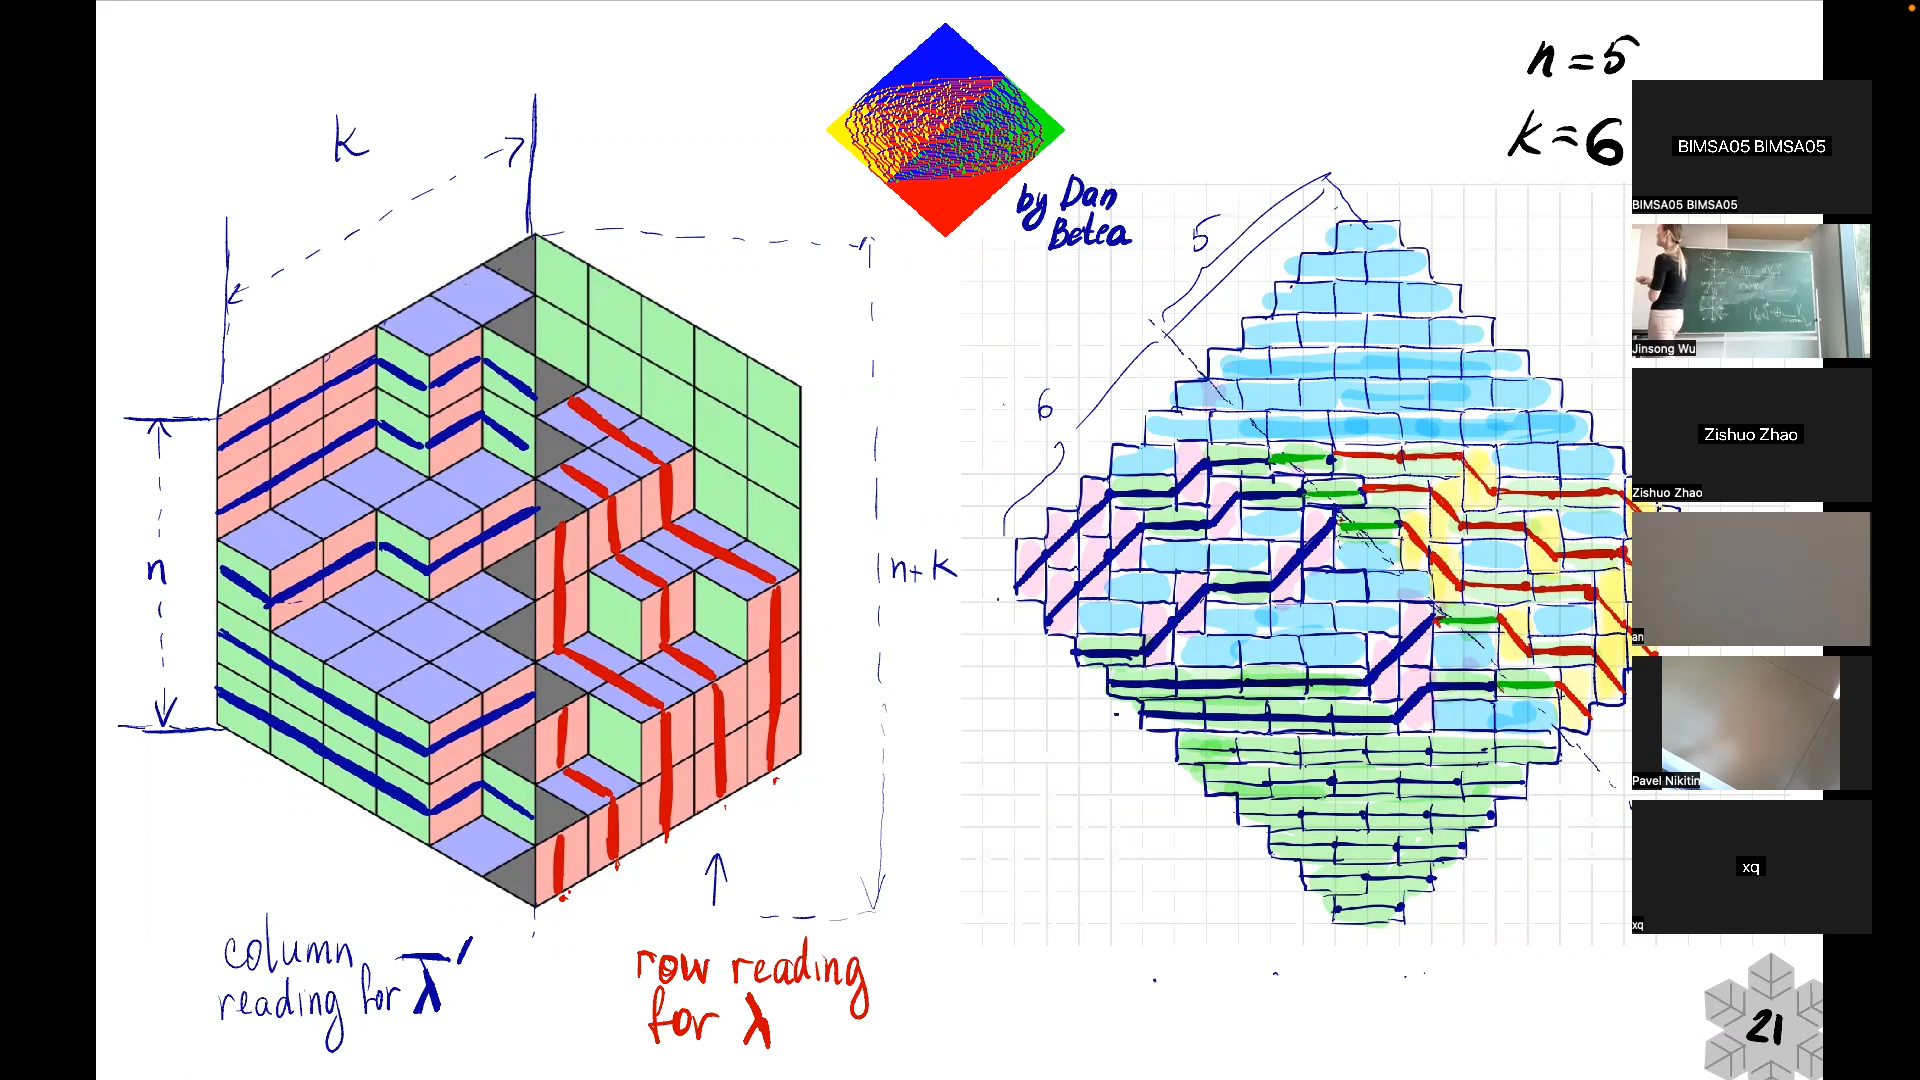 k
n
n+k
column
reading for λ̅′
row reading
for λ
by Dan
Betea
n=5
k=6
5
6
21
BIMSA05 BIMSA05
BIMSA05 BIMSA05
Jinsong Wu
Zishuo Zhao
Zishuo Zhao
an
Pavel Nikitin
xq
xq